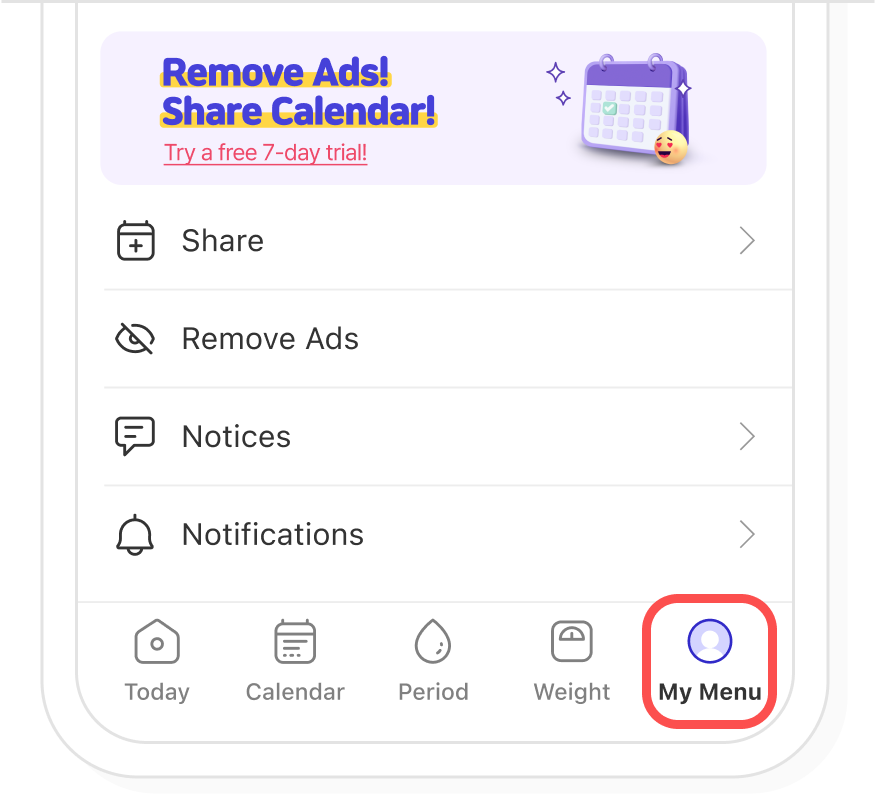 Remove Ads!
Share Calendar!
Try a free 7-day trial!
Share
Remove Ads
Notices
Notifications
Today
Calendar
Period
Weight
My Menu